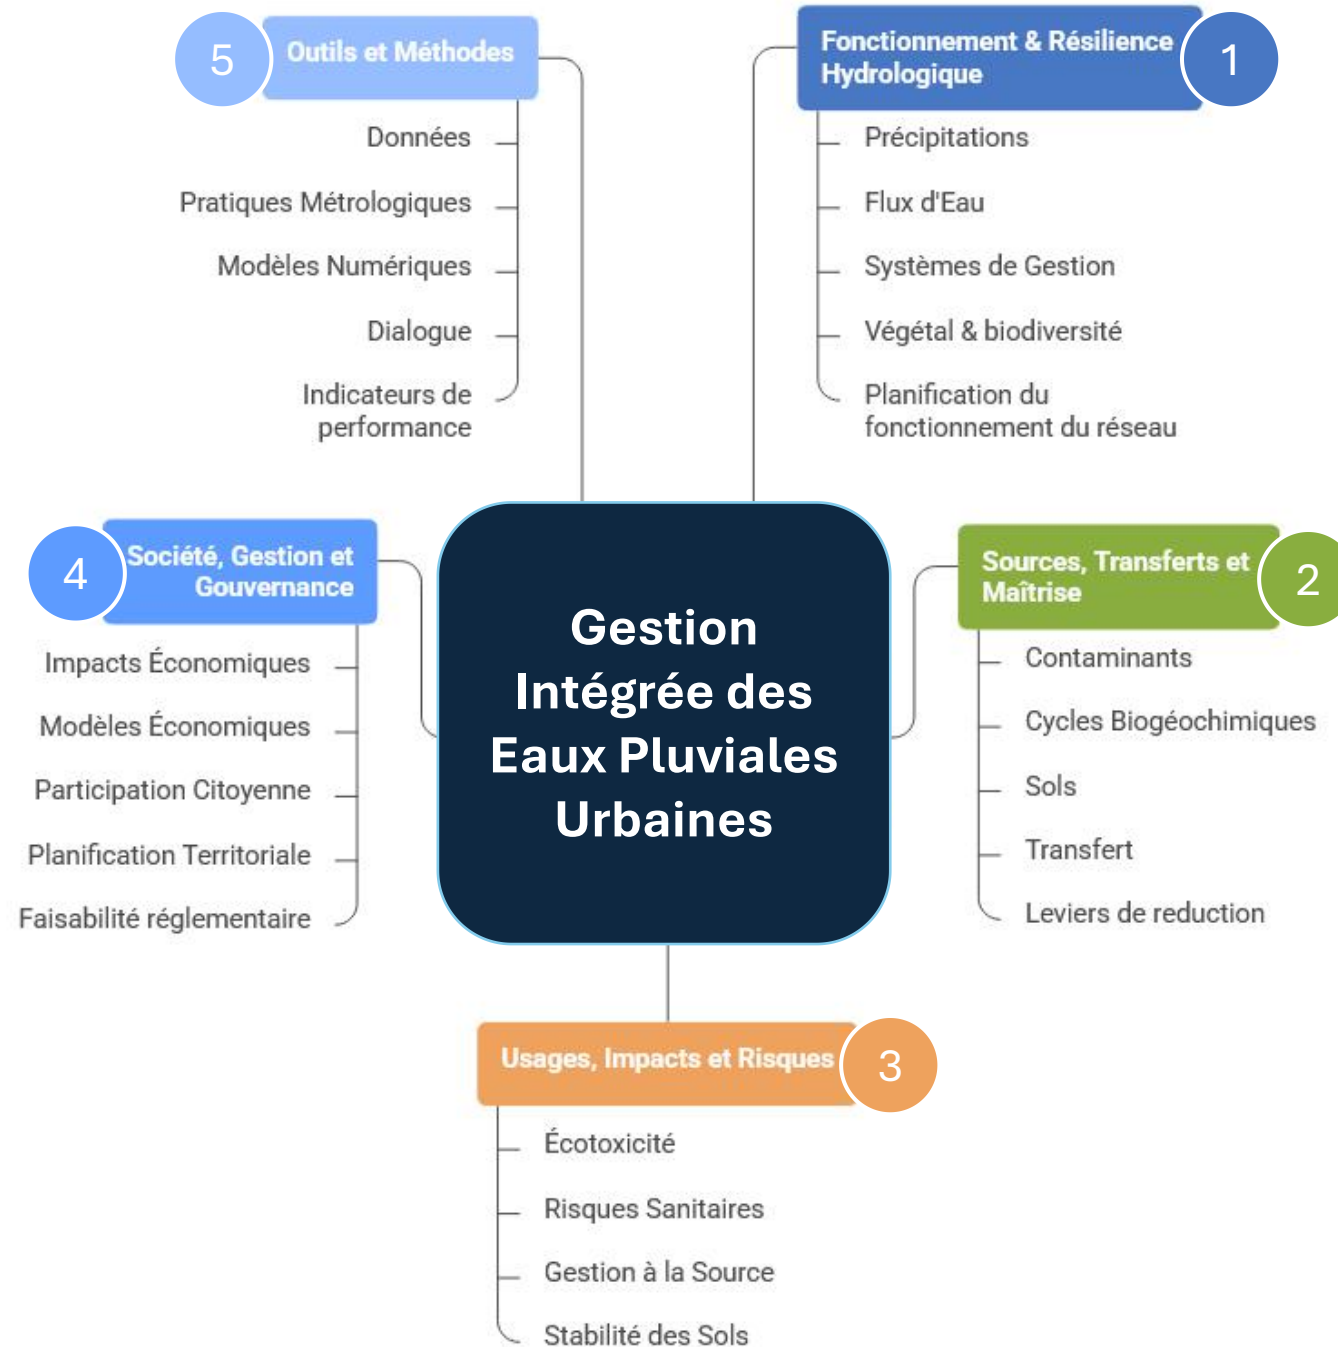 5
Outils et Méthodes
Données
Pratiques Métrologiques
Modèles Numériques
Dialogue
Indicateurs de
performance
Fonctionnement & Résilience
Hydrologique
1
Précipitations
Flux d'Eau
Systèmes de Gestion
Végétal & biodiversité
Planification du
fonctionnement du réseau
4
Société, Gestion et
Gouvernance
Impacts Économiques
Modèles Économiques
Participation Citoyenne
Planification Territoriale
Faisabilité réglementaire
Gestion
Intégrée des
Eaux Pluviales
Urbaines
Sources, Transferts et
Maîtrise
2
Contaminants
Cycles Biogéochimiques
Sols
Transfert
Leviers de reduction
Usages, Impacts et Risques
3
Écotoxicité
Risques Sanitaires
Gestion à la Source
Stabilité des Sols